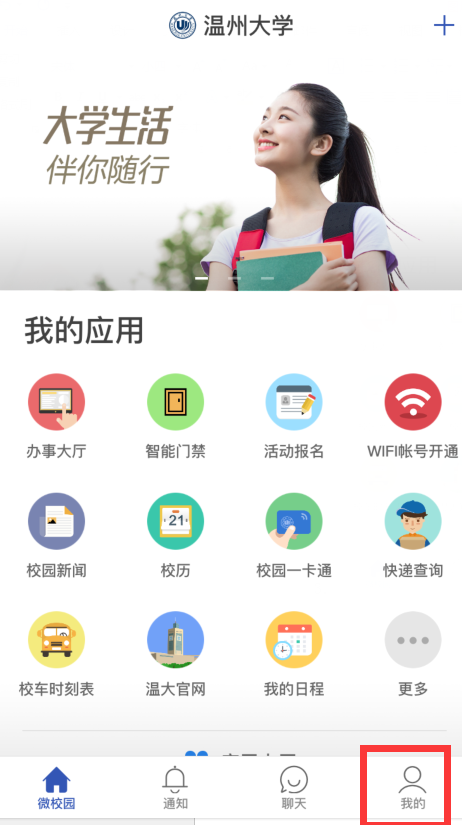 温州大学
大学生活
伴你随行
我的应用
办事大厅
智能门禁
活动报名
WIFI帐号开通
校园新闻
21
校历
校园一卡通
快递查询
校车时刻表
温大官网
我的日程
更多
微校园
通知
聊天
我的